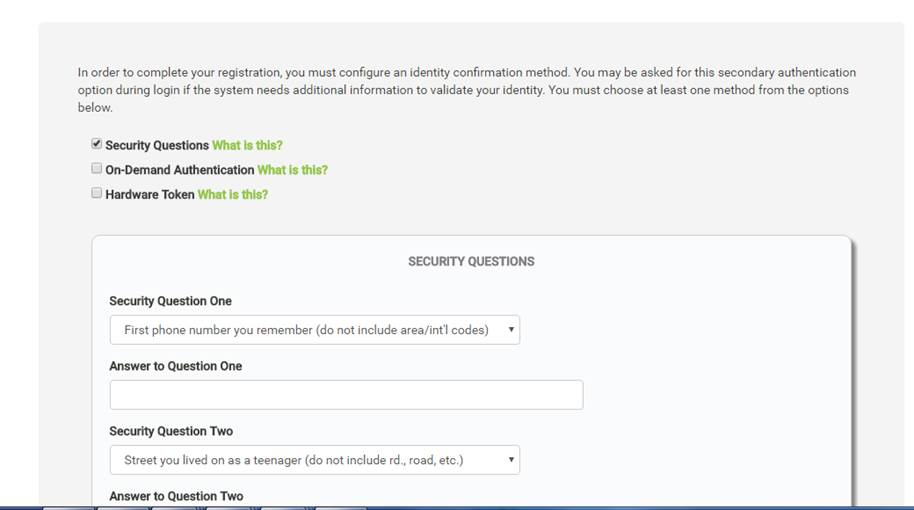 In order to complete your registration, you must configure an identity confirmation method. You may be asked for this secondary authentication
option during login if the system needs additional information to validate your identity. You must choose at least one method from the options
below.
Security Questions What is this?
On-Demand Authentication What is this?
Hardware Token What is this?
SECURITY QUESTIONS
Security Question One
First phone number you remember (do not include area/int'l codes)
Answer to Question One
Security Question Two
Street you lived on as a teenager (do not include rd., road, etc.)
Answer to Question Two